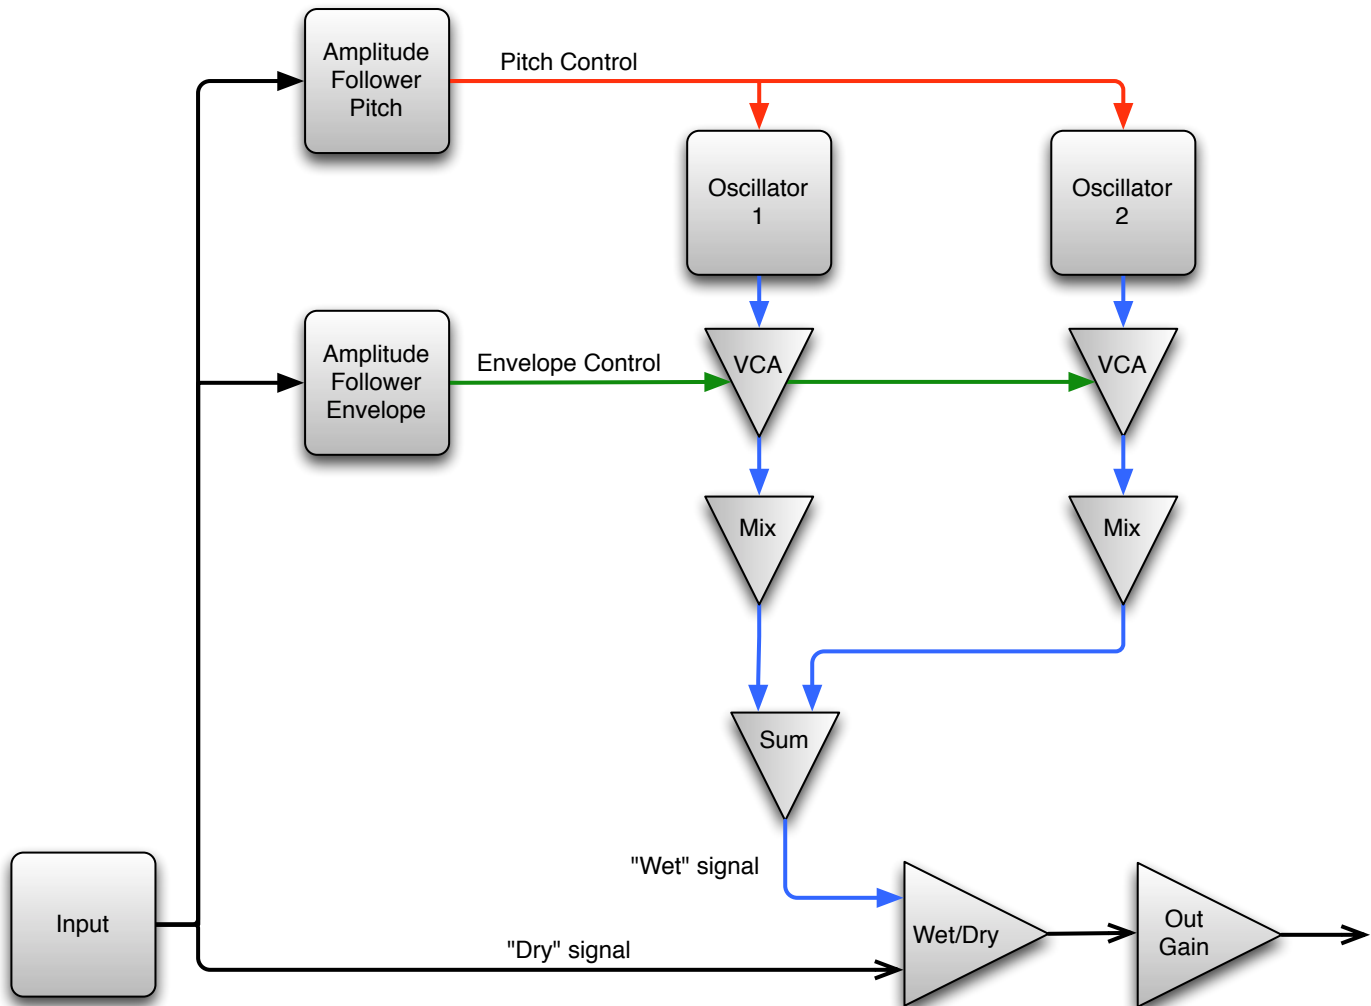 Amplitude
Follower
Pitch
Pitch Control
Oscillator
1
Oscillator
2
Amplitude
Follower
Envelope
Envelope Control
VCA
VCA
Mix
Mix
Sum
"Wet" signal
Input
"Dry" signal
Wet/Dry
Out
Gain